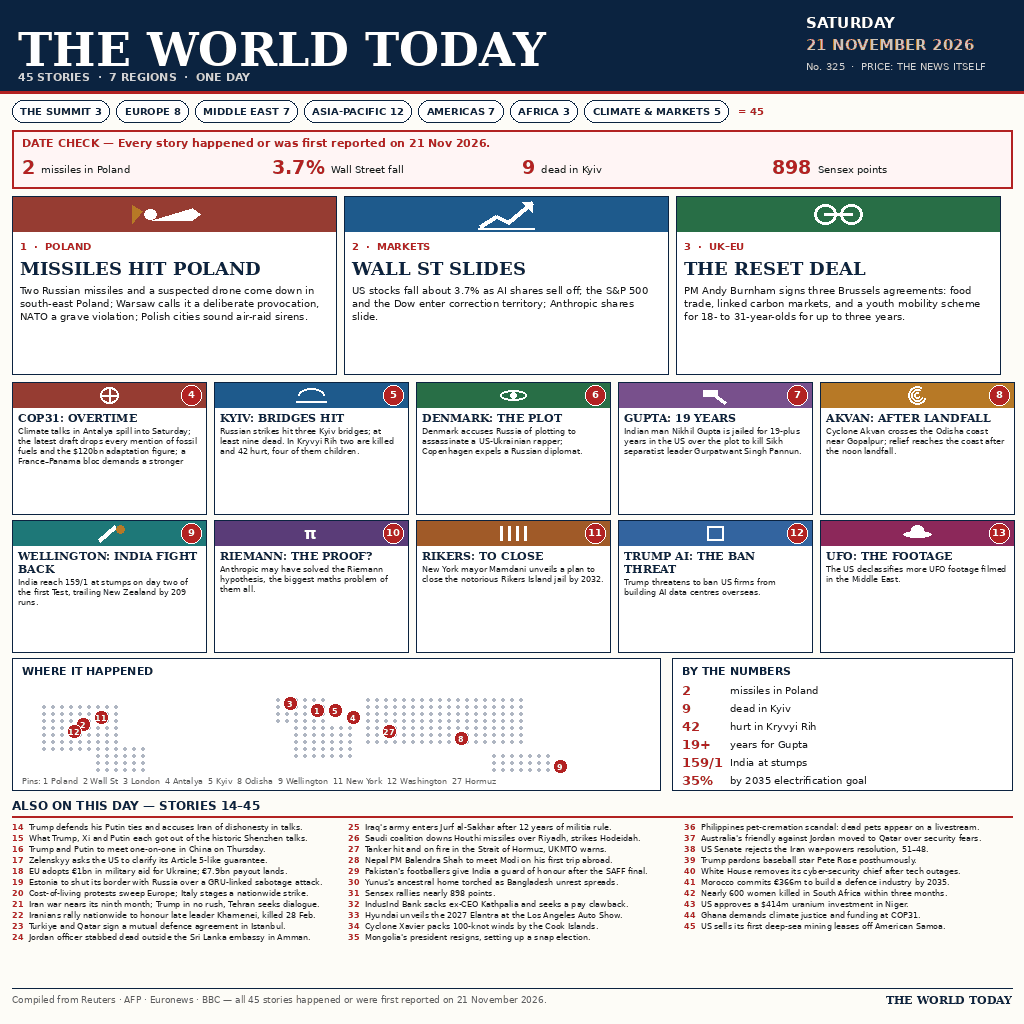 THE WORLD TODAY
45 STORIES · 7 REGIONS · ONE DAY
SATURDAY
21 NOVEMBER 2026
No. 325 · PRICE: THE NEWS ITSELF
THE SUMMIT 3
EUROPE 8
MIDDLE EAST 7
ASIA-PACIFIC 12
AMERICAS 7
AFRICA 3
CLIMATE & MARKETS 5
= 45
DATE CHECK — Every story happened or was first reported on 21 Nov 2026.
2 missiles in Poland
3.7% Wall Street fall
9 dead in Kyiv
898 Sensex points
1 · POLAND
MISSILES HIT POLAND
Two Russian missiles and a suspected drone come down in
south-east Poland; Warsaw calls it a deliberate provocation,
NATO a grave violation; Polish cities sound air-raid sirens.
2 · MARKETS
WALL ST SLIDES
US stocks fall about 3.7% as AI shares sell off; the S&P 500
and the Dow enter correction territory; Anthropic shares
slide.
3 · UK–EU
THE RESET DEAL
PM Andy Burnham signs three Brussels agreements: food
trade, linked carbon markets, and a youth mobility scheme
for 18- to 31-year-olds for up to three years.
4
COP31: OVERTIME
Climate talks in Antalya spill into Saturday;
the latest draft drops every mention of fossil
fuels and the $120bn adaptation figure; a
France–Panama bloc demands a stronger
5
KYIV: BRIDGES HIT
Russian strikes hit three Kyiv bridges; at
least nine dead. In Kryvyi Rih two are killed
and 42 hurt, four of them children.
6
DENMARK: THE PLOT
Denmark accuses Russia of plotting to
assassinate a US-Ukrainian rapper;
Copenhagen expels a Russian diplomat.
7
GUPTA: 19 YEARS
Indian man Nikhil Gupta is jailed for 19-plus
years in the US over the plot to kill Sikh
separatist leader Gurpatwant Singh Pannun.
8
AKVAN: AFTER LANDFALL
Cyclone Akvan crosses the Odisha coast
near Gopalpur; relief reaches the coast after
the noon landfall.
9
WELLINGTON: INDIA FIGHT
BACK
India reach 159/1 at stumps on day two of
the first Test, trailing New Zealand by 209
runs.
π
10
RIEMANN: THE PROOF?
Anthropic may have solved the Riemann
hypothesis, the biggest maths problem of
them all.
11
RIKERS: TO CLOSE
New York mayor Mamdani unveils a plan to
close the notorious Rikers Island jail by 2032.
12
TRUMP AI: THE BAN
THREAT
Trump threatens to ban US firms from
building AI data centres overseas.
13
UFO: THE FOOTAGE
The US declassifies more UFO footage filmed
in the Middle East.
WHERE IT HAPPENED
3
1
5
4
11
2
12
27
8
9
Pins: 1 Poland 2 Wall St 3 London 4 Antalya 5 Kyiv 8 Odisha 9 Wellington 11 New York 12 Washington 27 Hormuz
BY THE NUMBERS
2 missiles in Poland
9 dead in Kyiv
42 hurt in Kryvyi Rih
19+ years for Gupta
159/1 India at stumps
35% by 2035 electrification goal
ALSO ON THIS DAY — STORIES 14–45
14 Trump defends his Putin ties and accuses Iran of dishonesty in talks.
15 What Trump, Xi and Putin each got out of the historic Shenzhen talks.
16 Trump and Putin to meet one-on-one in China on Thursday.
17 Zelenskyy asks the US to clarify its Article 5-like guarantee.
18 EU adopts €1bn in military aid for Ukraine; €7.9bn payout lands.
19 Estonia to shut its border with Russia over a GRU-linked sabotage attack.
20 Cost-of-living protests sweep Europe; Italy stages a nationwide strike.
21 Iran war nears its ninth month; Trump in no rush, Tehran seeks dialogue.
22 Iranians rally nationwide to honour late leader Khamenei, killed 28 Feb.
23 Turkiye and Qatar sign a mutual defence agreement in Istanbul.
24 Jordan officer stabbed dead outside the Sri Lanka embassy in Amman.
25 Iraq's army enters Jurf al-Sakhar after 12 years of militia rule.
26 Saudi coalition downs Houthi missiles over Riyadh, strikes Hodeidah.
27 Tanker hit and on fire in the Strait of Hormuz, UKMTO warns.
28 Nepal PM Balendra Shah to meet Modi on his first trip abroad.
29 Pakistan's footballers give India a guard of honour after the SAFF final.
30 Yunus's ancestral home torched as Bangladesh unrest spreads.
31 Sensex rallies nearly 898 points.
32 IndusInd Bank sacks ex-CEO Kathpalia and seeks a pay clawback.
33 Hyundai unveils the 2027 Elantra at the Los Angeles Auto Show.
34 Cyclone Xavier packs 100-knot winds by the Cook Islands.
35 Mongolia's president resigns, setting up a snap election.
36 Philippines pet-cremation scandal: dead pets appear on a livestream.
37 Australia's friendly against Jordan moved to Qatar over security fears.
38 US Senate rejects the Iran war-powers resolution, 51–48.
39 Trump pardons baseball star Pete Rose posthumously.
40 White House removes its cyber-security chief after tech outages.
41 Morocco commits €366m to build a defence industry by 2035.
42 Nearly 600 women killed in South Africa within three months.
43 US approves a $414m uranium investment in Niger.
44 Ghana demands climate justice and funding at COP31.
45 US sells its first deep-sea mining leases off American Samoa.
Compiled from Reuters · AFP · Euronews · BBC — all 45 stories happened or were first reported on 21 November 2026.
THE WORLD TODAY